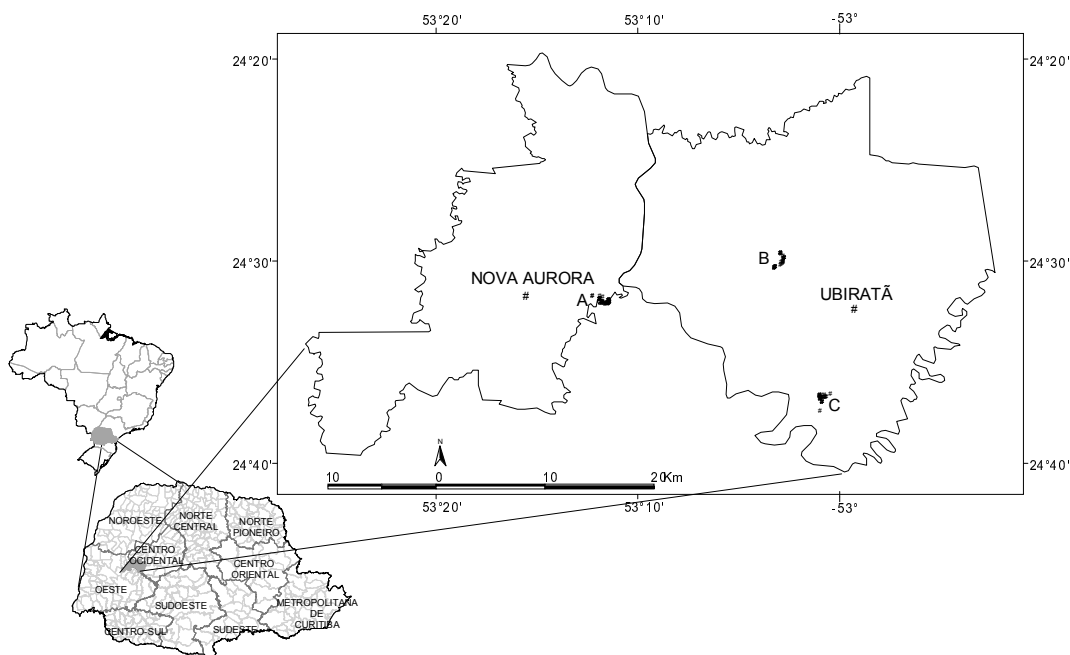 53°20' 53°10' -53°
24°20' 24°20'
24°30' 24°30'
24°40' 24°40'
NOVA AURORA
#
A
B
UBIRATÃ
#
C
N
10 0 10 20 Km
53°20' 53°10' -53°
NOROESTE
NORTE
CENTRAL
NORTE
PIONEIRO
CENTRO
OCIDENTAL
CENTRO
ORIENTAL
OESTE
SUDOESTE
METROPOLITANA
DE
CURITIBA
CENTRO-SUL
SUDESTE